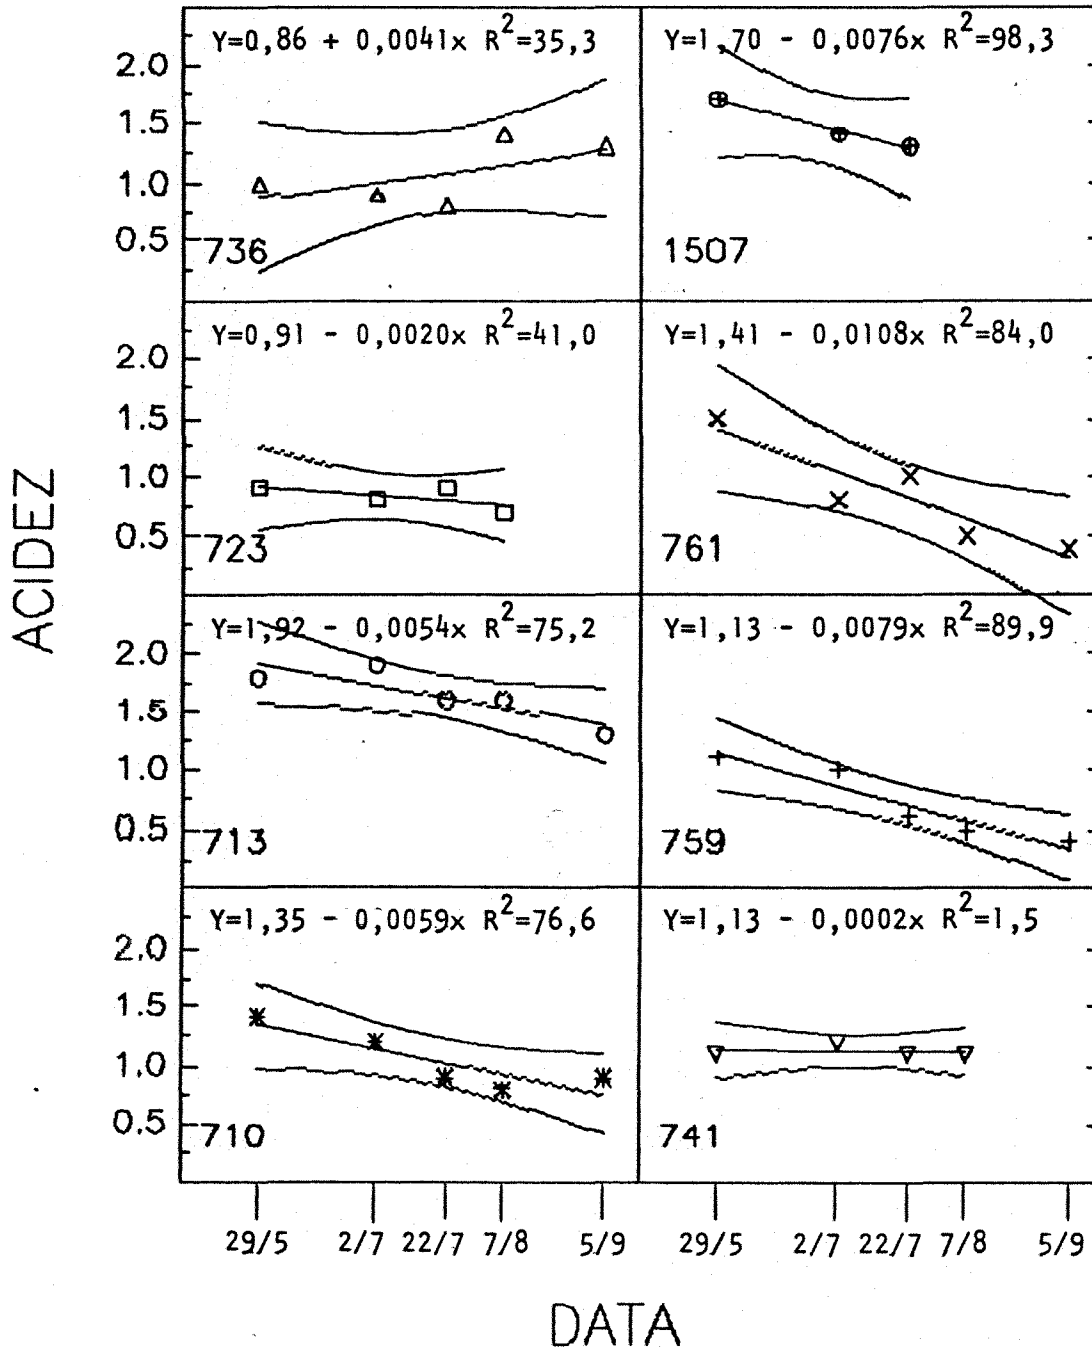 ACIDEZ
Y=0,86 + 0,0041x R²=35,3
Y=1,70 - 0,0076x R²=98,3
2.0
1.5
1.0
0.5
736
1507
Y=0,91 - 0,0020x R²=41,0
Y=1,41 - 0,0108x R²=84,0
2.0
1.5
1.0
0.5
723
761
Y=1,92 - 0,0054x R²=75,2
Y=1,13 - 0,0079x R²=89,9
2.0
1.5
1.0
0.5
713
759
Y=1,35 - 0,0059x R²=76,6
Y=1,13 - 0,0002x R²=1,5
2.0
1.5
1.0
0.5
710
741
29/5 2/7 22/7 7/8 5/9 29/5 2/7 22/7 7/8 5/9
DATA